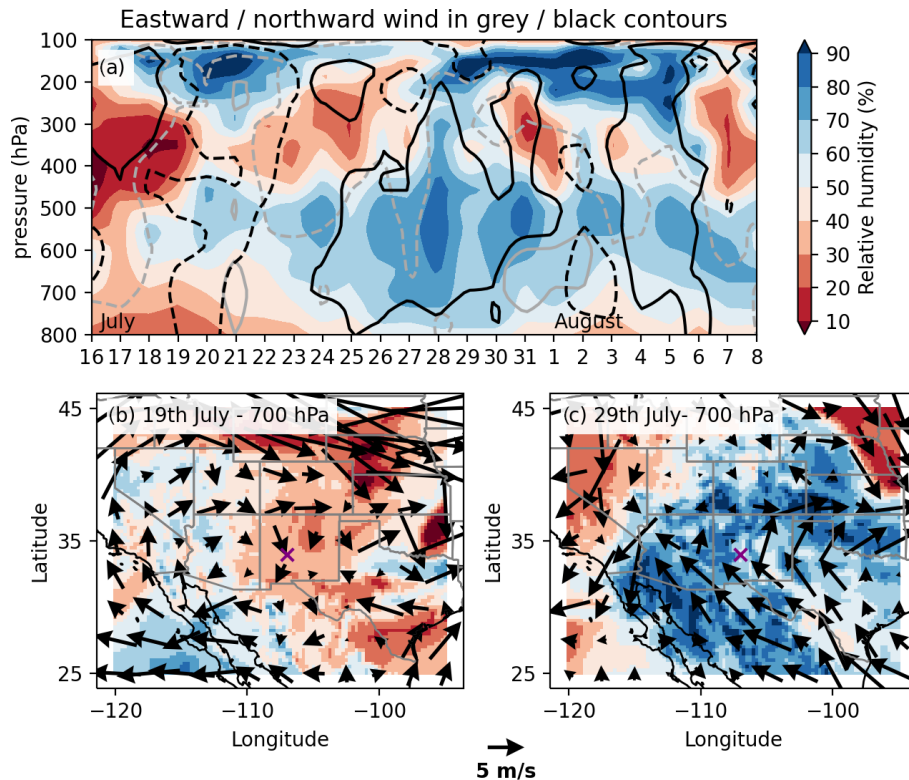 Eastward / northward wind in grey / black contours
(a)
pressure (hPa)
100
200
300
400
500
600
700
800
July
August
16 17 18 19 20 21 22 23 24 25 26 27 28 29 30 31 1 2 3 4 5 6 7 8
90
80
70
60
50
40
30
20
10
Relative humidity (%)
(b) 19th July - 700 hPa
Latitude
45
35
25
−120 −110 −100
Longitude
(c) 29th July- 700 hPa
Latitude
45
35
25
−120 −110 −100
Longitude
5 m/s